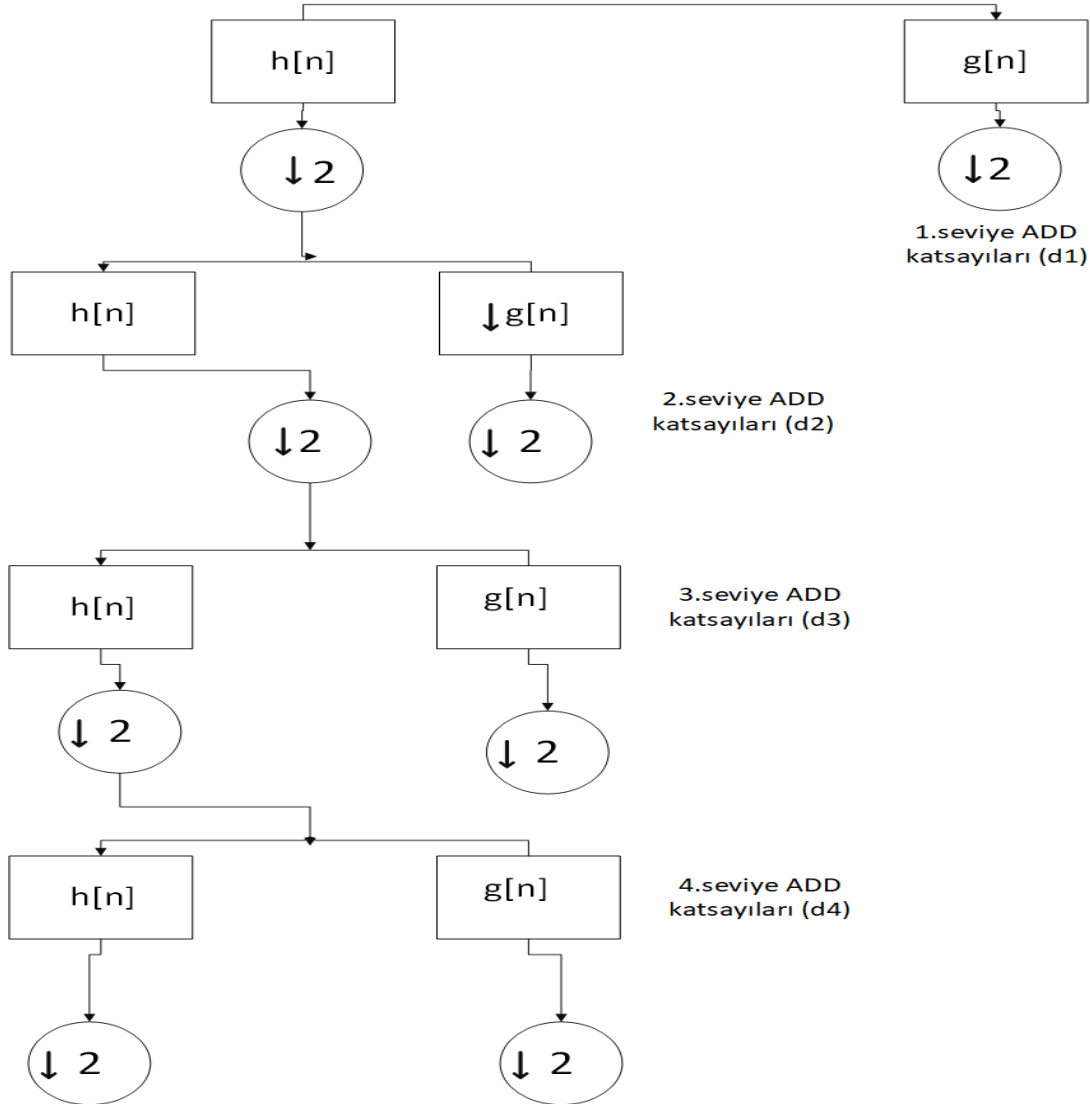 h[n]
g[n]
↓2
↓2
1.seviye ADD
katsayıları (d1)
h[n]
↓g[n]
2.seviye ADD
katsayıları (d2)
↓2
↓ 2
h[n]
g[n]
3.seviye ADD
katsayıları (d3)
↓ 2
↓ 2
h[n]
g[n]
4.seviye ADD
katsayıları (d4)
↓ 2
↓ 2